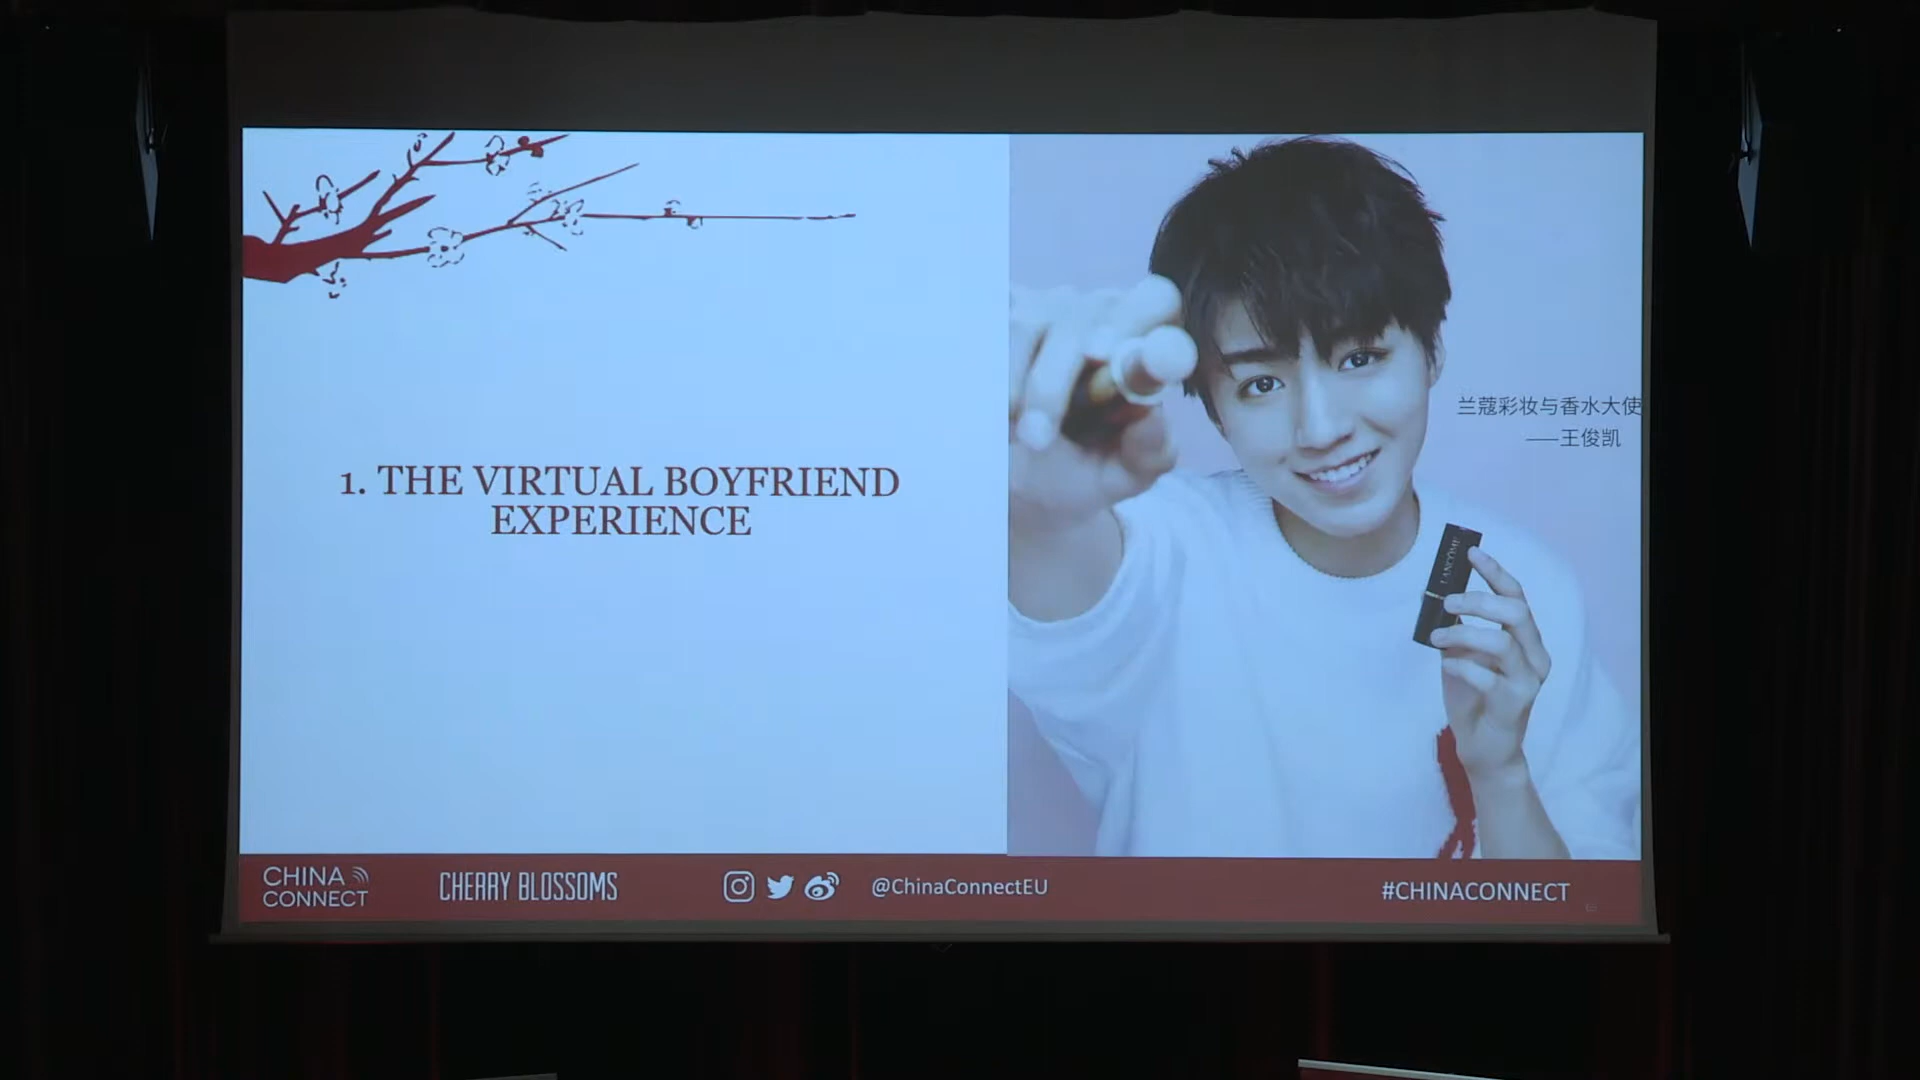 1. THE VIRTUAL BOYFRIEND
EXPERIENCE
兰蔻彩妆与香水大使
——王俊凯
LANCÔME
CHINA
CONNECT
CHERRY BLOSSOMS
@ChinaConnectEU
#CHINACONNECT